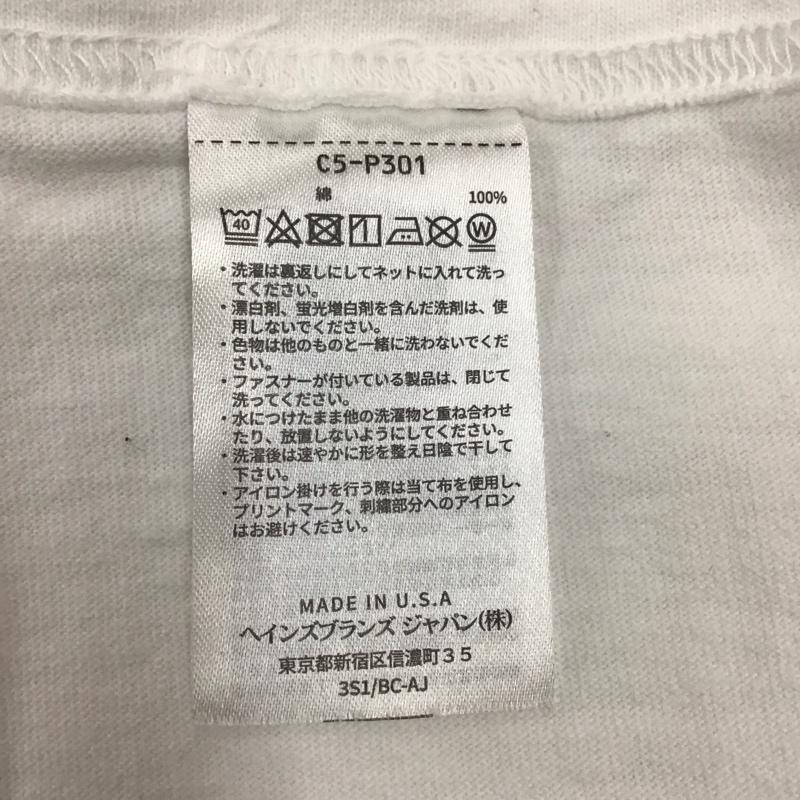 C5-P301
綿 100%
40 W
・洗濯は裏返しにしてネットに入れて洗っ
てください。
・漂白剤、蛍光増白剤を含んだ洗剤は、使
用しないでください。
・色物は他のものと一緒に洗わないでくだ
さい。
・ファスナーが付いている製品は、閉じて
洗ってください。
・水につけたまま他の洗濯物と重ね合わせ
たり、放置しないようにしてください。
・洗濯後は速やかに形を整え日陰で干して
下さい。
・アイロン掛けを行う際は当て布を使用し、
プリントマーク、刺繍部分へのアイロン
はお避けください。
MADE IN U.S.A
ヘインズブランズ ジャパン(株)
東京都新宿区信濃町35
3S1/BC-AJ